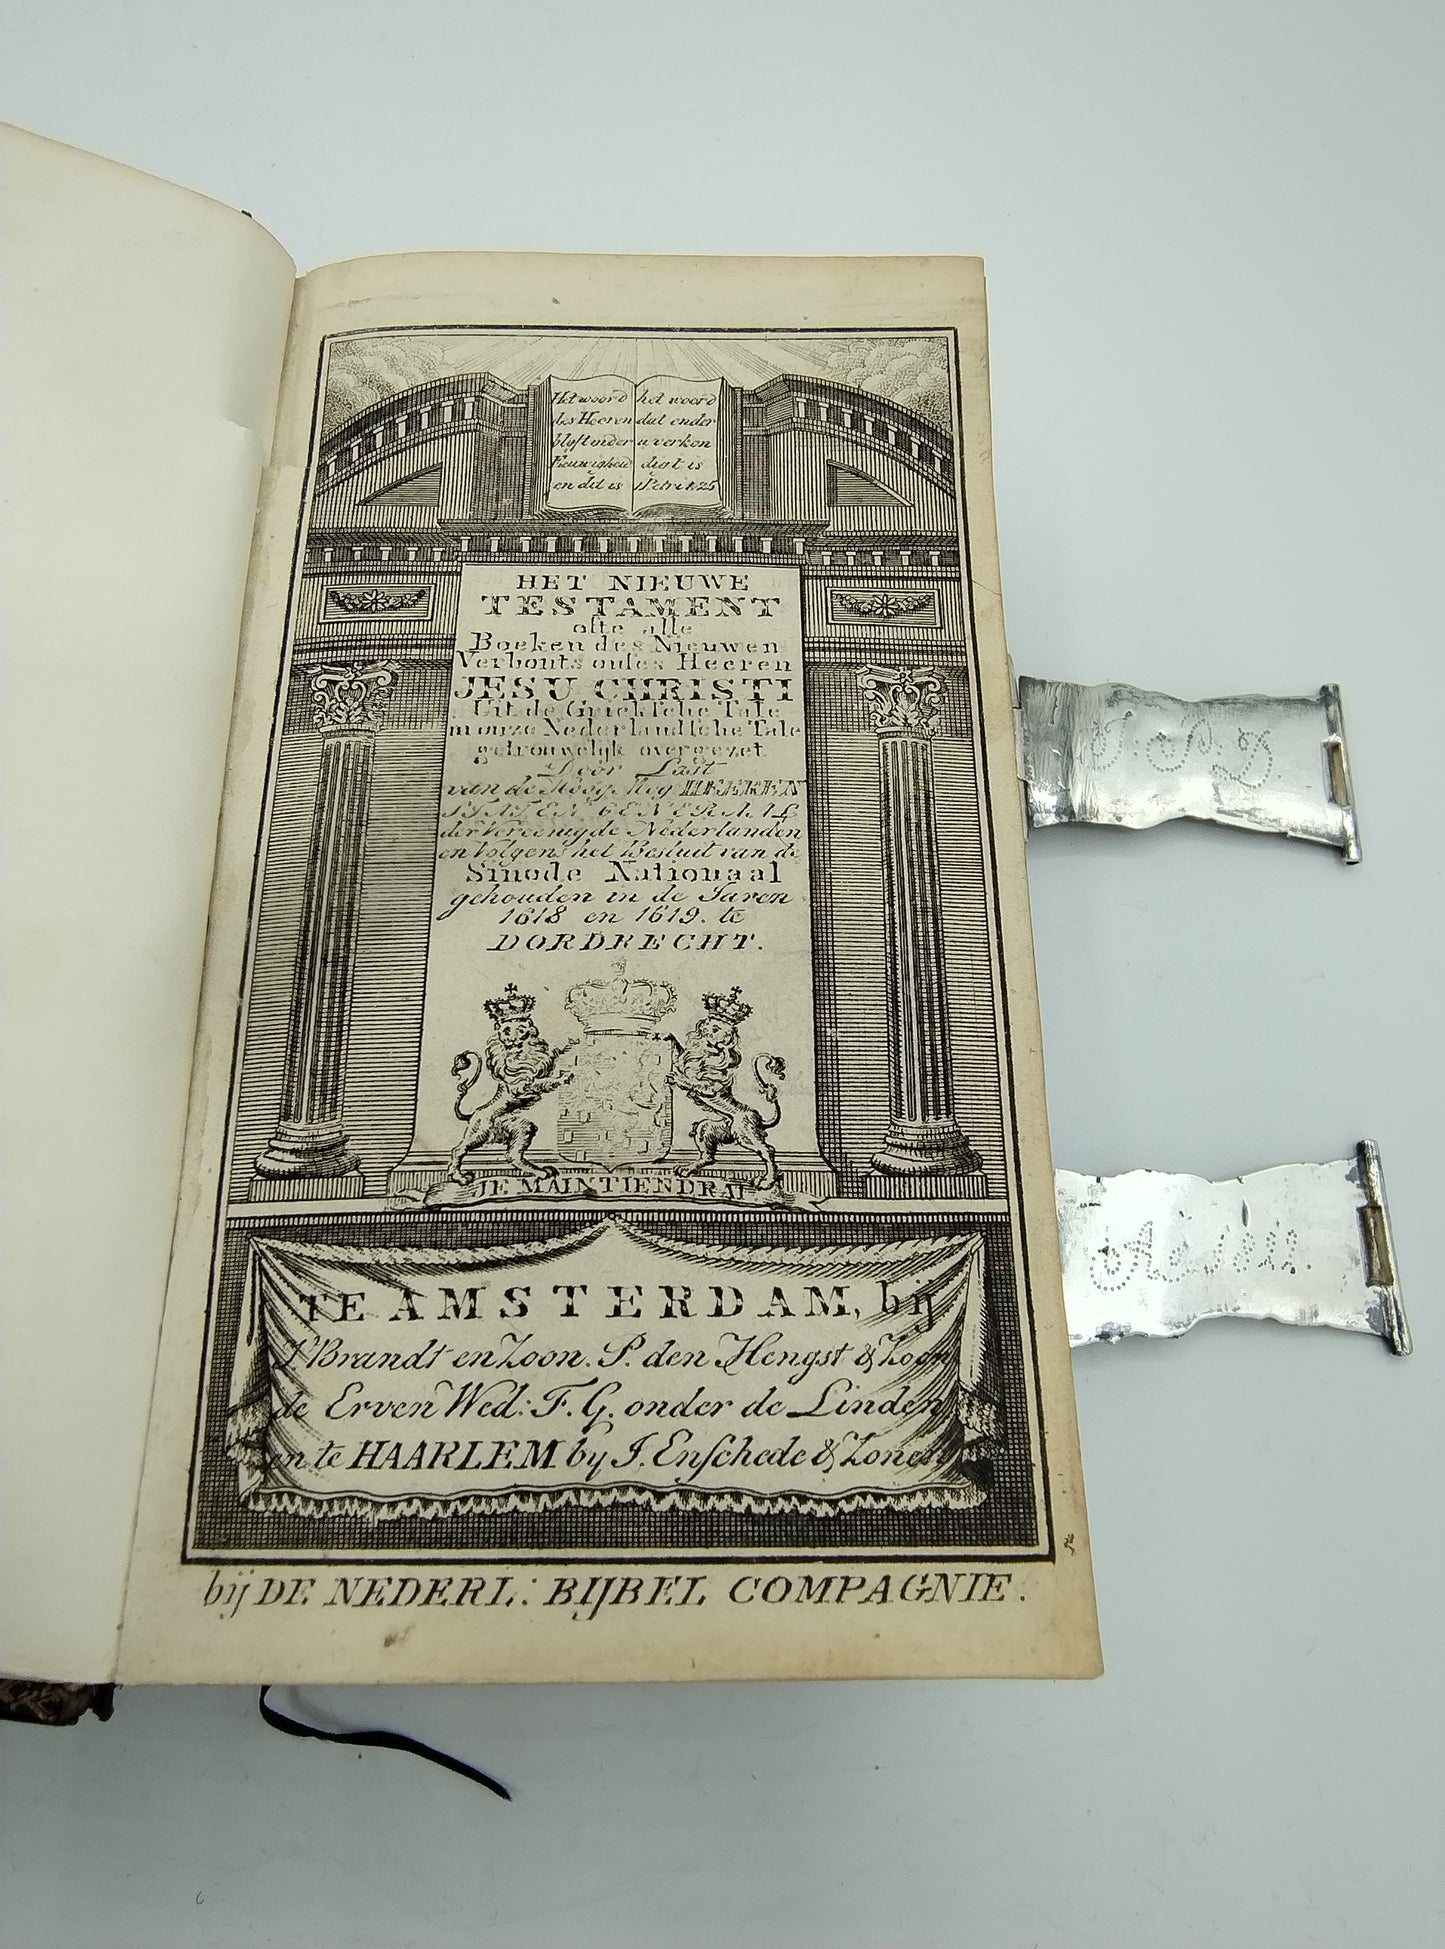 Het woord
des Heeren
blyft inder
Eeuwigheid
en dit is
het woord
dat onder
u verkon
digt is
1 Petri 1:25
HET NIEUWE
TESTAMENT
ofte alle
Boeken des Nieuwen
Verbonts onses Heeren
JESU CHRISTI
Uit de Griekſche Tale
in onze Nederlandſche Tale
getrouwelijk overgezet
Door Last
van de Hoog Mog HEEREN
STATEN GENERAAL
der Vereenigde Nederlanden
en Volgens het Besluit van de
Sinode Nationaal
gehouden in de Jaren
1618 en 1619. te
DORDRECHT.
JE MAINTIENDRAI
TE AMSTERDAM, bij
J Brandt en Zoon. P. den Hengst & Zoon
de Erven Wed: F. G. onder de Linden
en te HAARLEM by J. Enſchede & Zonen
bij DE NEDERL: BIJBEL COMPAGNIE.